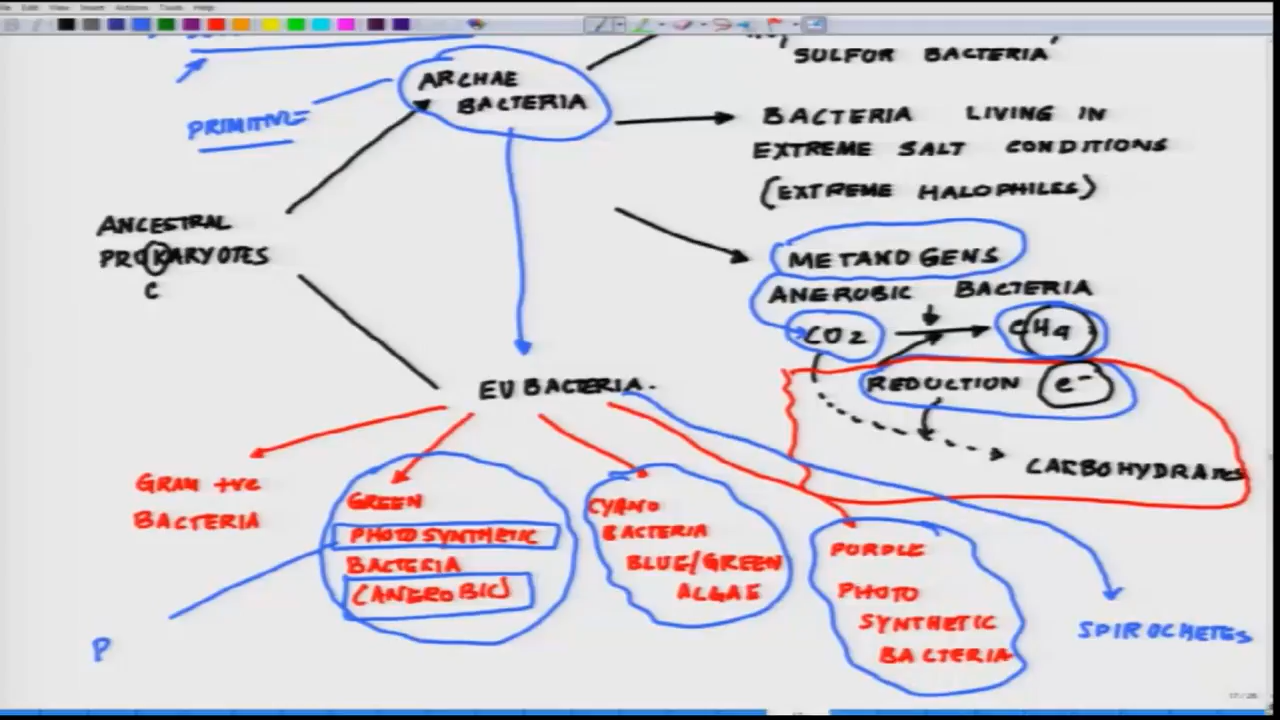 SULFOR BACTERIA
ARCHAE
BACTERIA
PRIMITIVE
BACTERIA LIVING IN
EXTREME SALT CONDITIONS
(EXTREME HALOPHILES)
ANCESTRAL
PROKARYOTES
C
METANOGENS
ANEROBIC BACTERIA
CO2
CH4
REDUCTION e-
CARBOHYDRATES
EUBACTERIA.
GRAM +ve
BACTERIA
GREEN
PHOTOSYNTHETIC
BACTERIA
(ANEROBIC)
CYANO
BACTERIA
BLUE/GREEN
ALGAE
PURPLE
PHOTO
SYNTHETIC
BACTERIA
SPIROCHETES
P